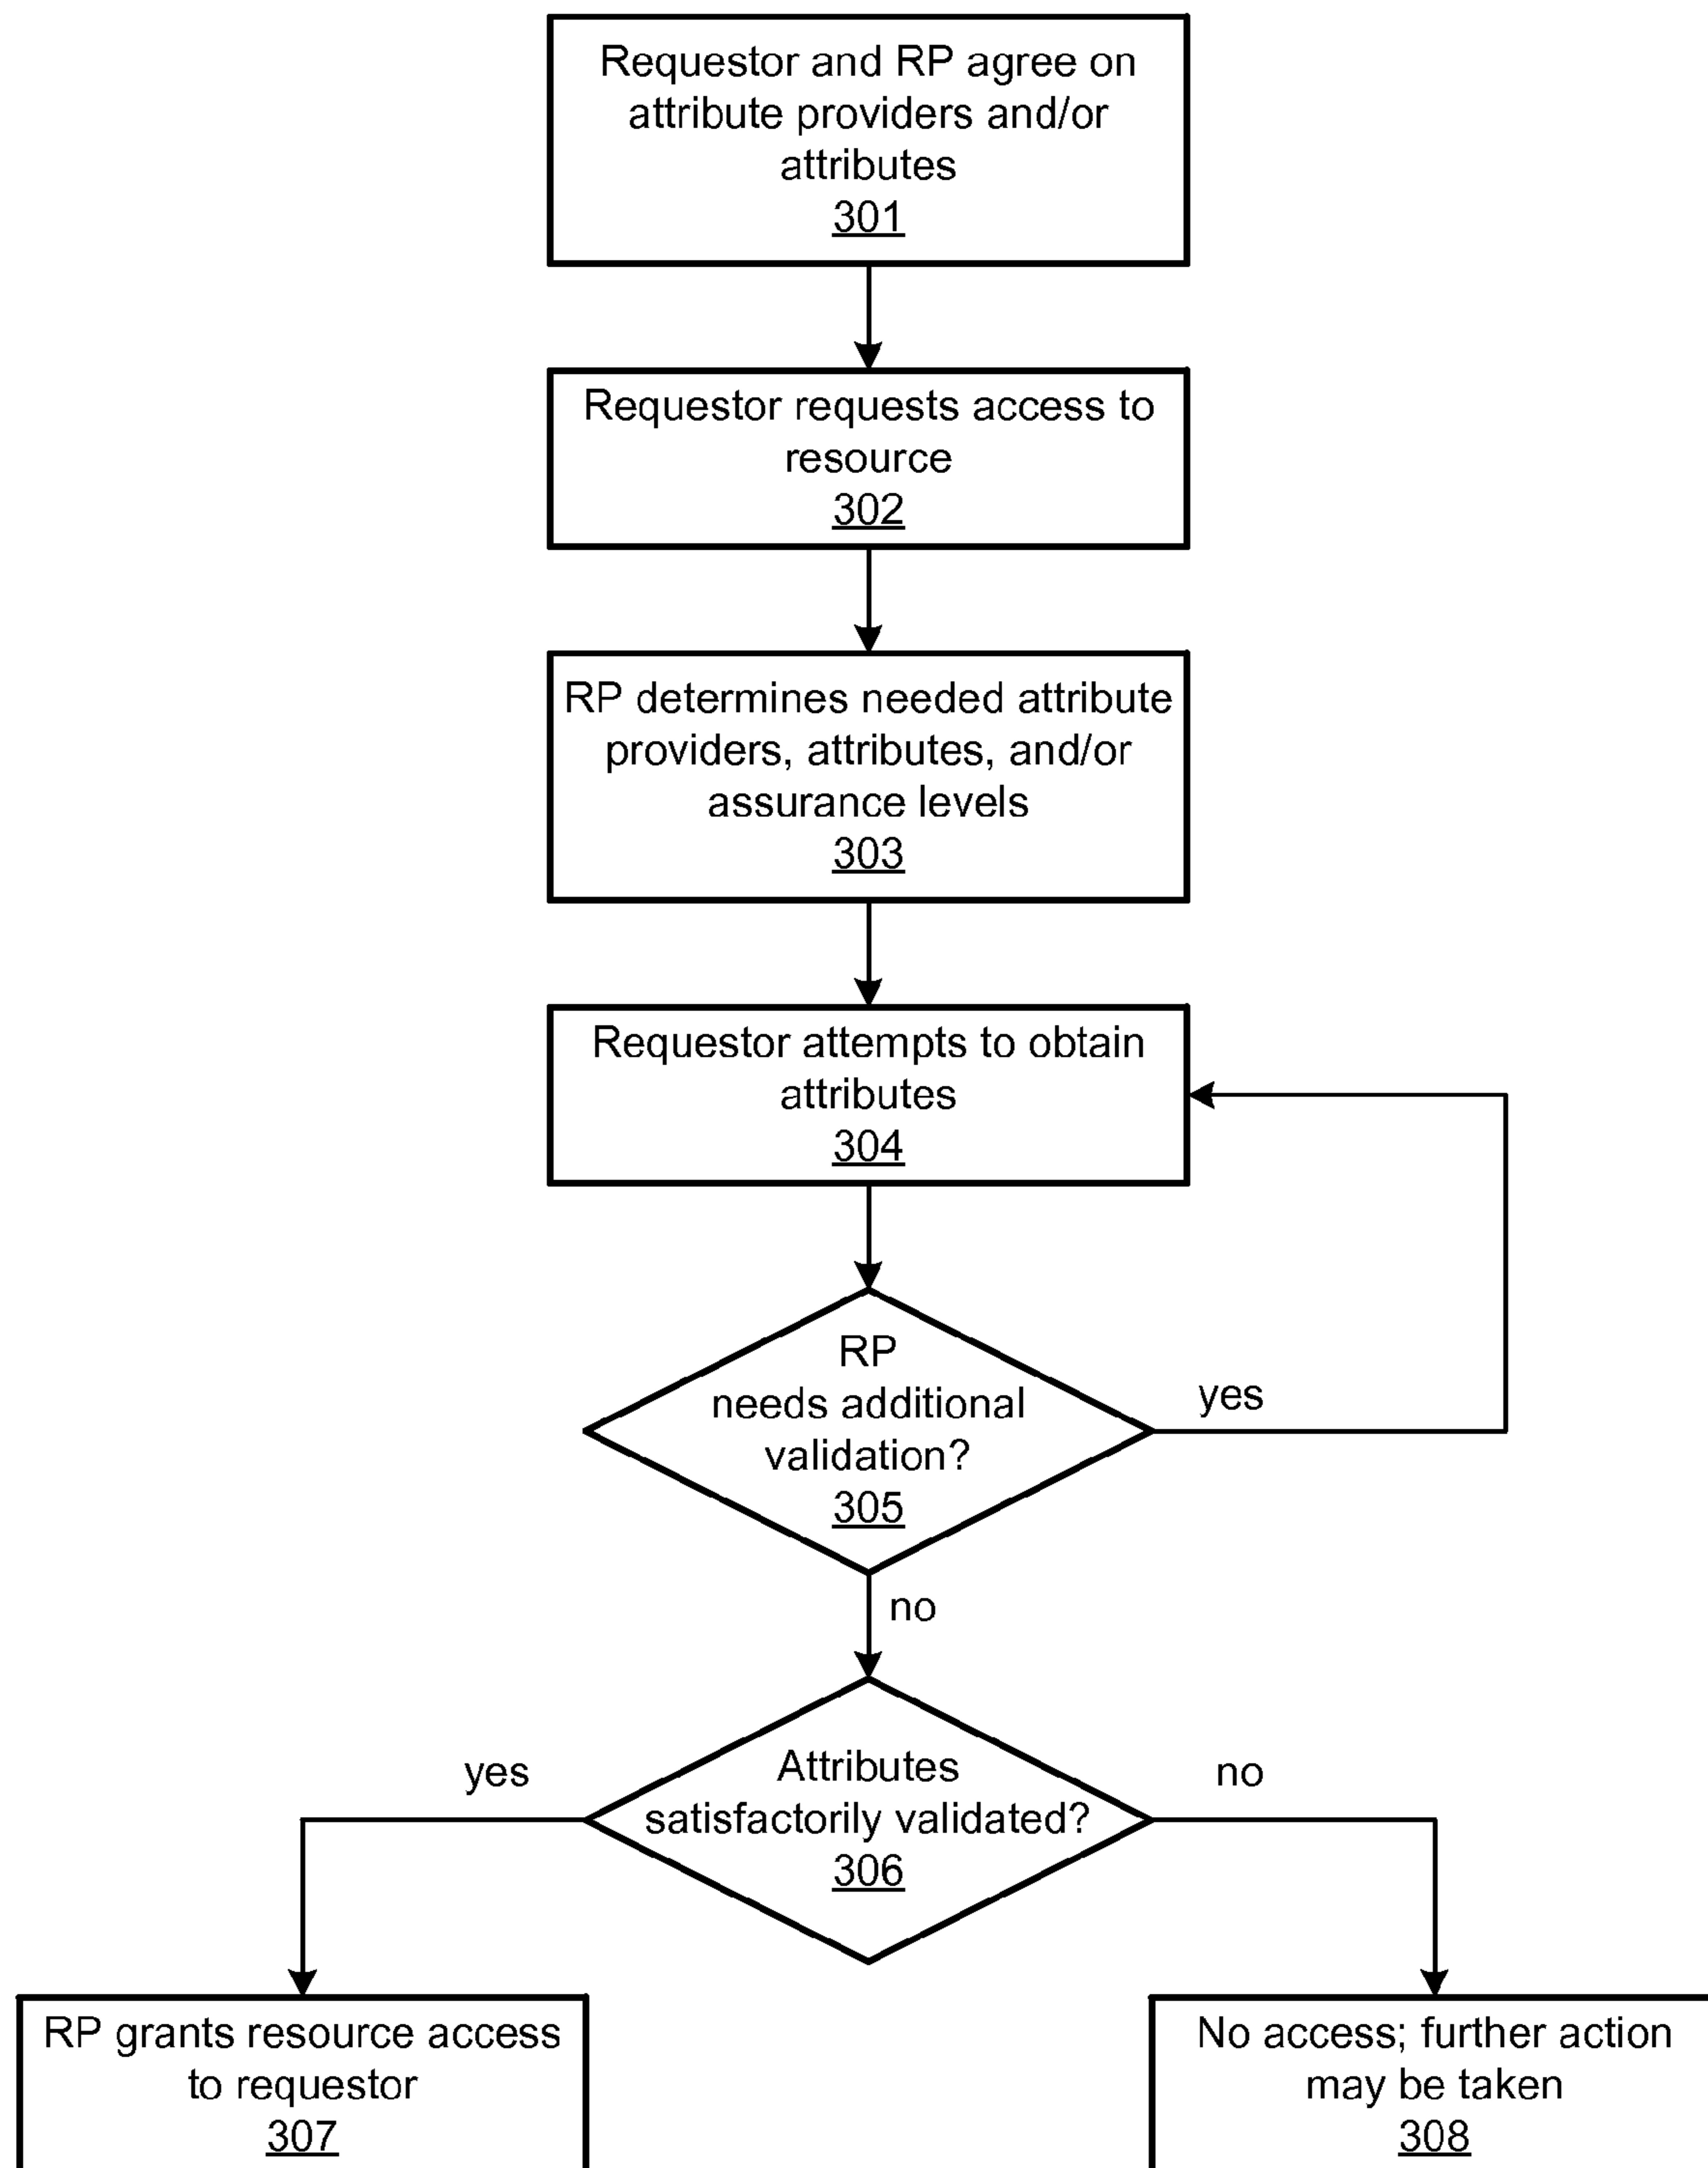 Requestor and RP agree on
attribute providers and/or
attributes
301
Requestor requests access to
resource
302
RP determines needed attribute
providers, attributes, and/or
assurance levels
303
Requestor attempts to obtain
attributes
304
RP
needs additional
validation?
305
yes
no
Attributes
satisfactorily validated?
306
yes
no
RP grants resource access
to requestor
307
No access; further action
may be taken
308